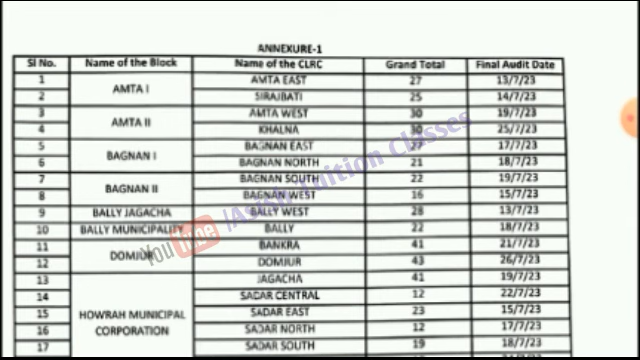 ANNEXURE-1
Sl No. Name of the Block Name of the CLRC Grand Total Final Audit Date
1 AMTA I AMTA EAST 27 13/7/23
2 SIRAJBATI 25 14/7/23
3 AMTA II AMTA WEST 30 19/7/23
4 KHALNA 30 25/7/23
5 BAGNAN I BAGNAN EAST 27 17/7/23
6 BAGNAN NORTH 21 18/7/23
7 BAGNAN II BAGNAN SOUTH 22 19/7/23
8 BAGNAN WEST 16 15/7/23
9 BALLY JAGACHA BALLY WEST 28 13/7/23
10 BALLY MUNICIPALITY BALLY 22 18/7/23
11 DOMJUR BANKRA 41 21/7/23
12 DOMJUR 43 26/7/23
13 HOWRAH MUNICIPAL CORPORATION JAGACHA 41 19/7/23
14 SADAR CENTRAL 12 22/7/23
15 SADAR EAST 23 15/7/23
16 SADAR NORTH 12 17/7/23
17 SADAR SOUTH 19 18/7/23
YouTube
Tuition Classes